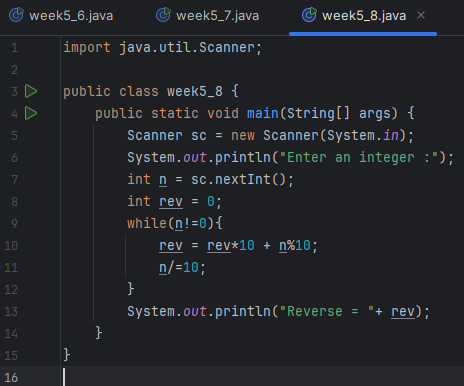 week5_6.java week5_7.java week5_8.java ×
1 import java.util.Scanner;
2
3 public class week5_8 {
4 public static void main(String[] args) {
5 Scanner sc = new Scanner(System.in);
6 System.out.println("Enter an integer :");
7 int n = sc.nextInt();
8 int rev = 0;
9 while(n!=0){
10 rev = rev*10 + n%10;
11 n/=10;
12 }
13 System.out.println("Reverse = "+ rev);
14 }
15 }
16